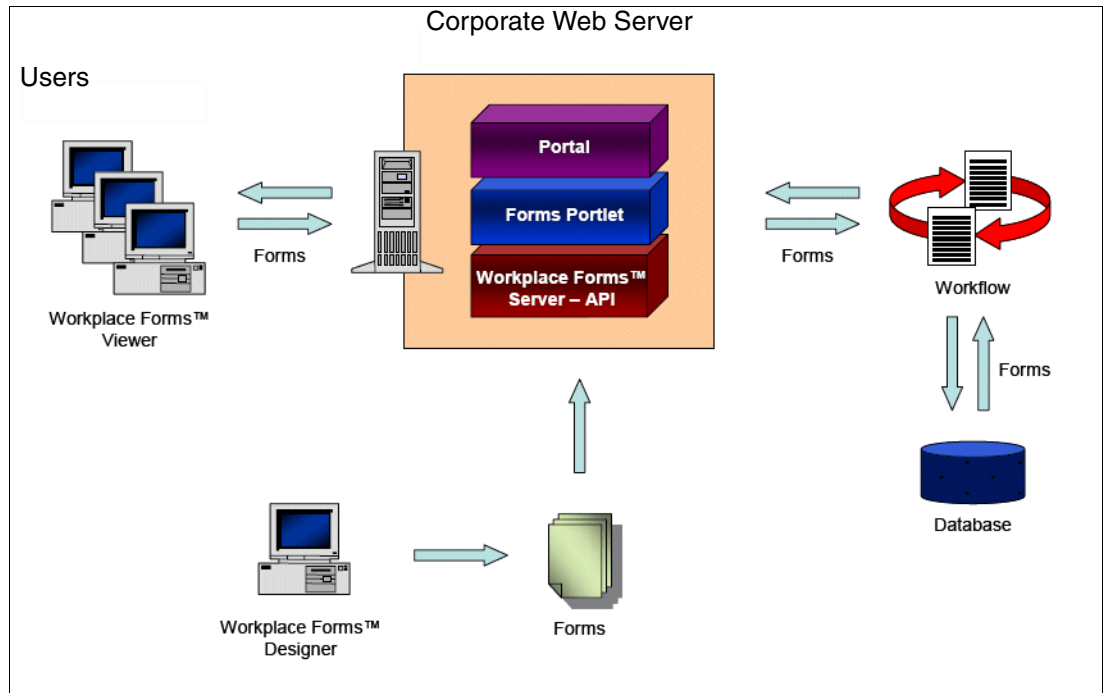 Corporate Web Server
Users
Portal
Forms Portlet
Workplace Forms™
Server – API
Forms
Forms
Workplace Forms™
Viewer
Workflow
Forms
Database
Workplace Forms™
Designer
Forms